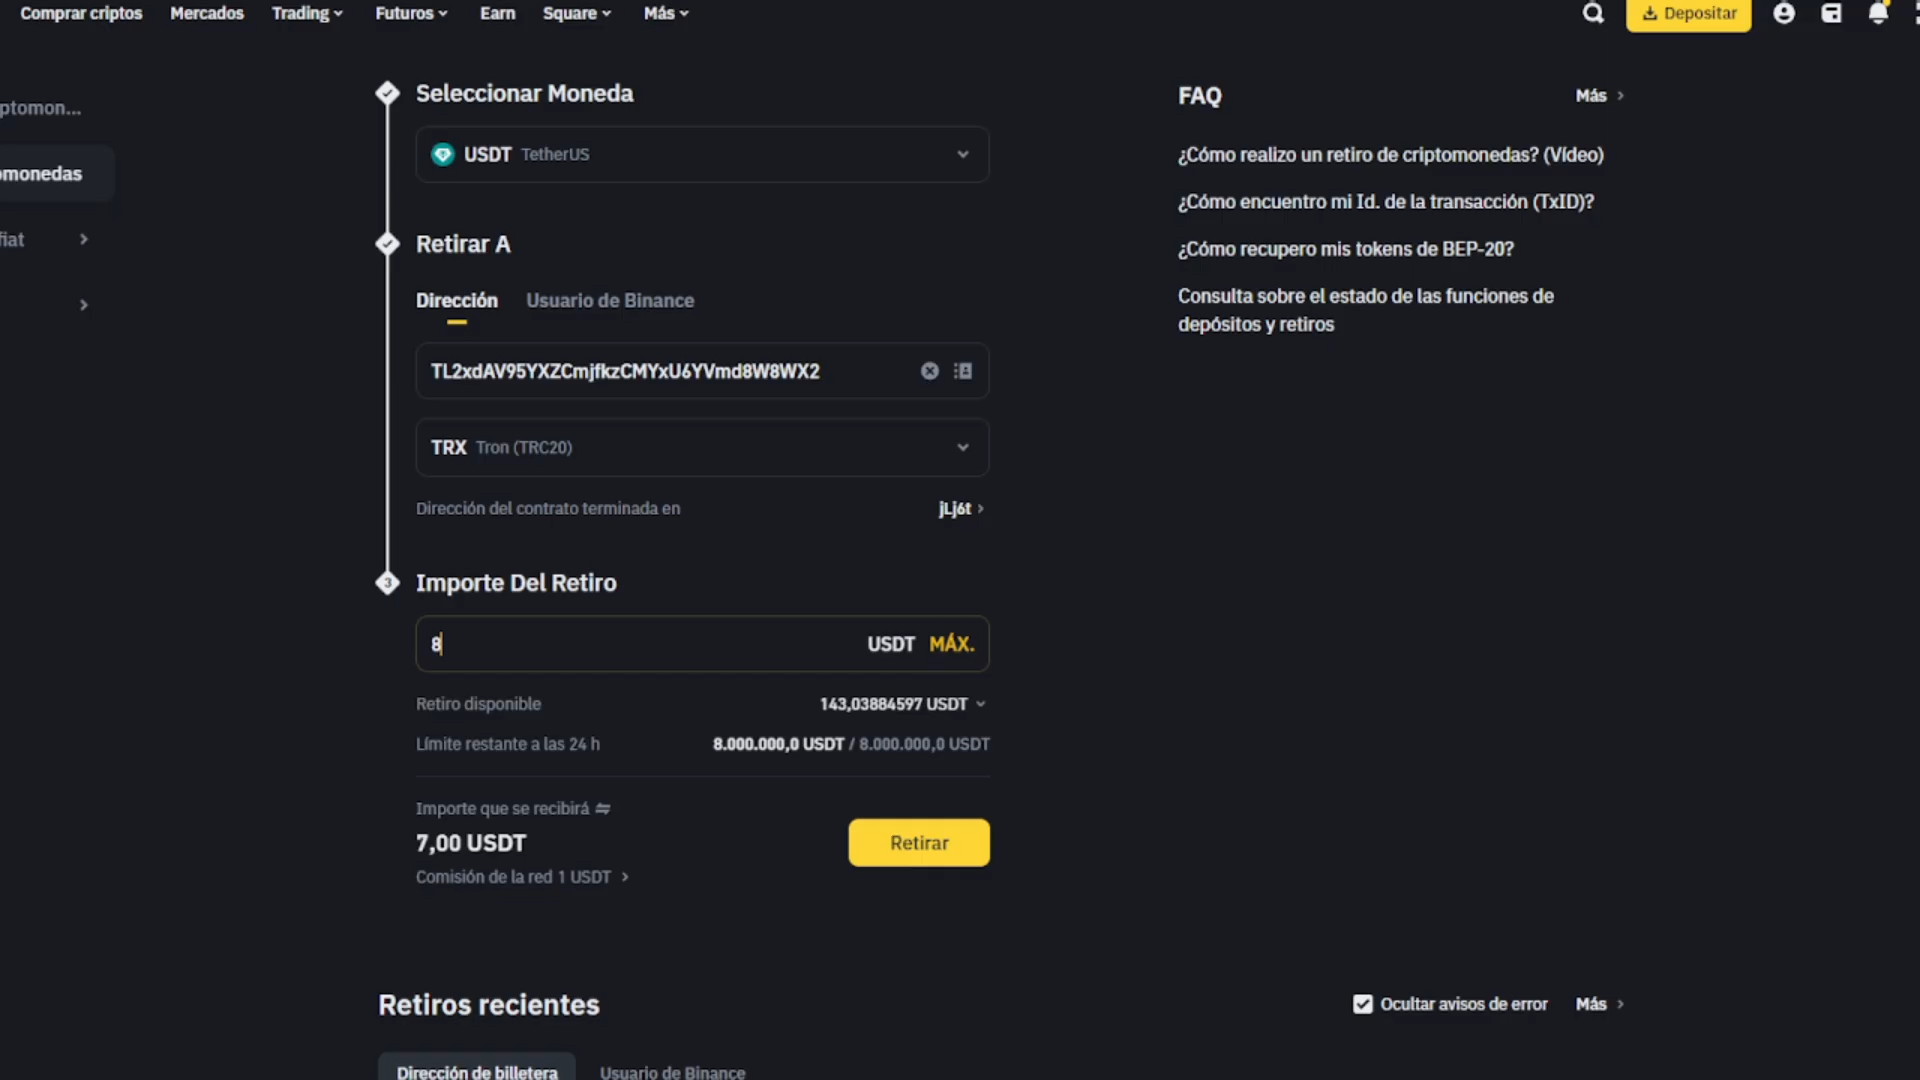 Comprar criptos Mercados Trading Futuros Earn Square Más Depositar
ptomon...
omonedas
fiat
Seleccionar Moneda
USDT TetherUS
Retirar A
Dirección Usuario de Binance
TL2xdAV95YXZCmjfkzCMYxU6YVmd8W8WX2
TRX Tron (TRC20)
Dirección del contrato terminada en jLj6t
3 Importe Del Retiro
8 USDT MÁX.
Retiro disponible 143,03884597 USDT
Límite restante a las 24 h 8.000.000,0 USDT / 8.000.000,0 USDT
Importe que se recibirá
7,00 USDT
Retirar
Comisión de la red 1 USDT
FAQ Más
¿Cómo realizo un retiro de criptomonedas? (Vídeo)
¿Cómo encuentro mi Id. de la transacción (TxID)?
¿Cómo recupero mis tokens de BEP-20?
Consulta sobre el estado de las funciones de
depósitos y retiros
Retiros recientes Ocultar avisos de error Más
Dirección de billetera Usuario de Binance